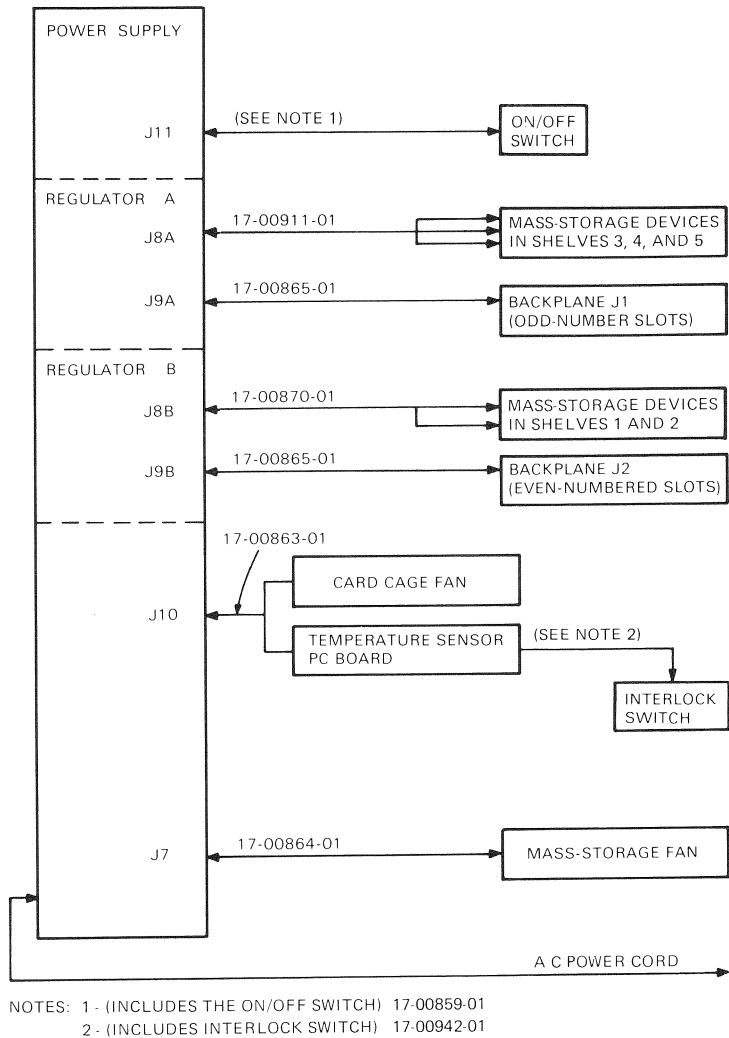 POWER SUPPLY
J11
(SEE NOTE 1)
ON/OFF
SWITCH
REGULATOR A
J8A
17-00911-01
MASS-STORAGE DEVICES
IN SHELVES 3, 4, AND 5
J9A
17-00865-01
BACKPLANE J1
(ODD-NUMBER SLOTS)
REGULATOR B
J8B
17-00870-01
MASS-STORAGE DEVICES
IN SHELVES 1 AND 2
J9B
17-00865-01
BACKPLANE J2
(EVEN-NUMBERED SLOTS)
17-00863-01
CARD CAGE FAN
J10
TEMPERATURE SENSOR
PC BOARD
(SEE NOTE 2)
INTERLOCK
SWITCH
J7
17-00864-01
MASS-STORAGE FAN
A C POWER CORD
NOTES: 1 - (INCLUDES THE ON/OFF SWITCH) 17-00859-01
2 - (INCLUDES INTERLOCK SWITCH) 17-00942-01